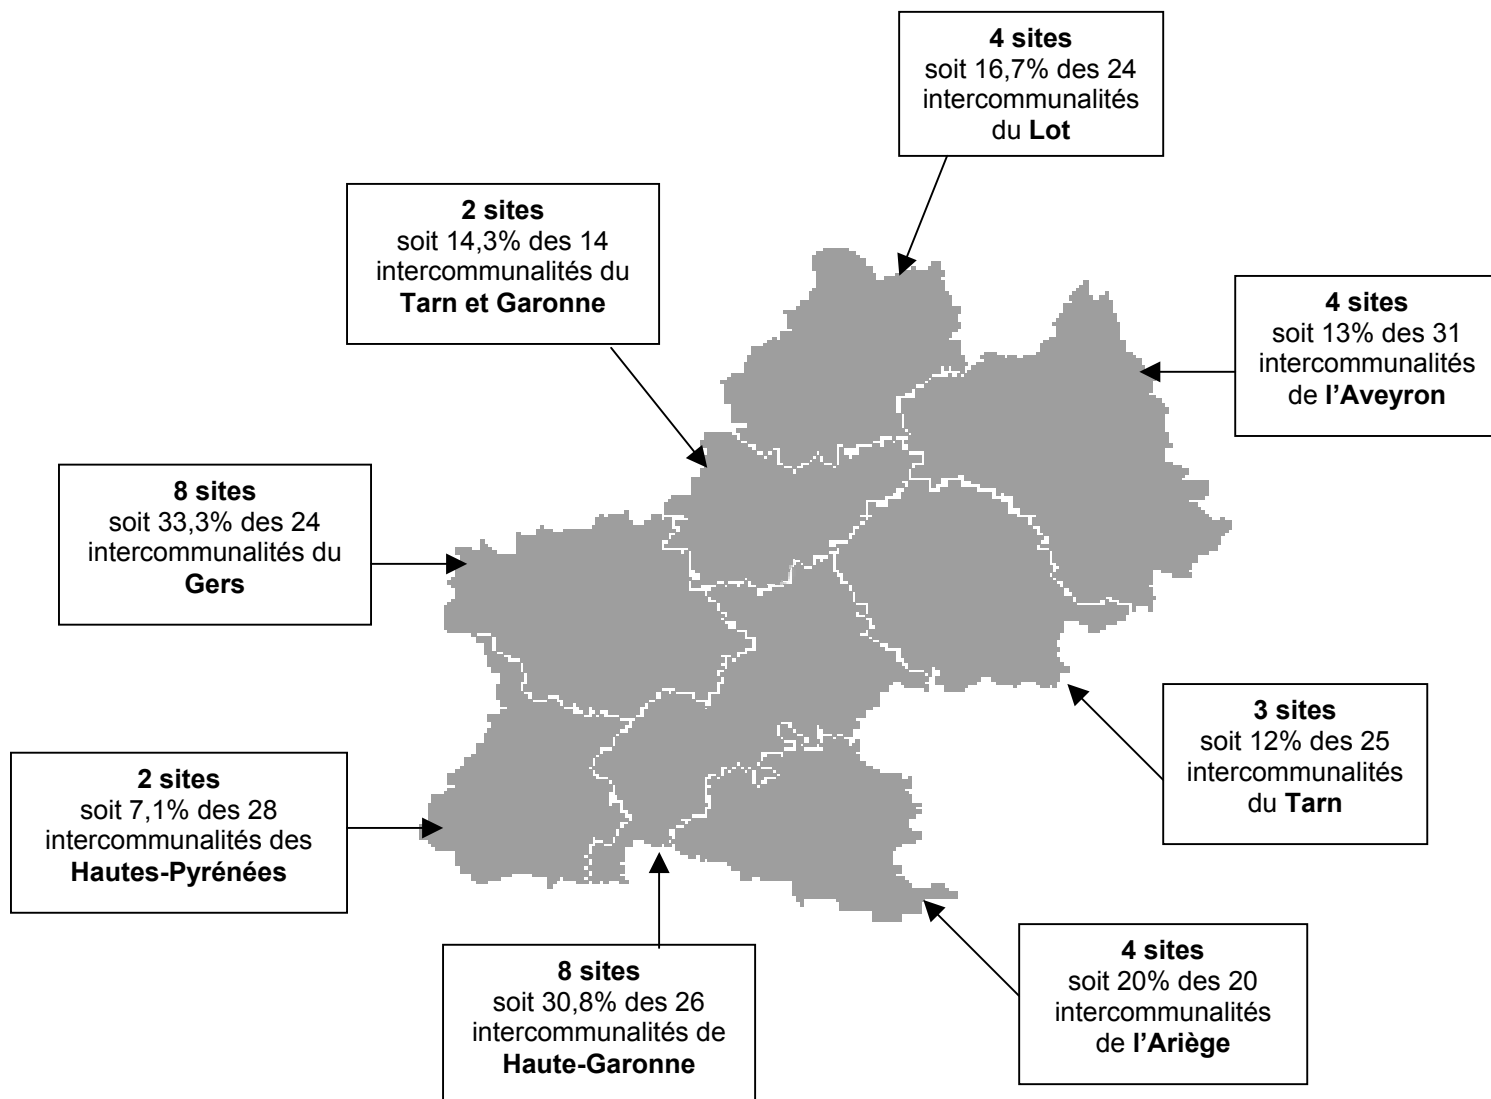 4 sites
soit 16,7% des 24
intercommunalités
du Lot
2 sites
soit 14,3% des 14
intercommunalités du
Tarn et Garonne
4 sites
soit 13% des 31
intercommunalités
de l’Aveyron
8 sites
soit 33,3% des 24
intercommunalités du
Gers
3 sites
soit 12% des 25
intercommunalités
du Tarn
2 sites
soit 7,1% des 28
intercommunalités des
Hautes-Pyrénées
8 sites
soit 30,8% des 26
intercommunalités de
Haute-Garonne
4 sites
soit 20% des 20
intercommunalités
de l’Ariège